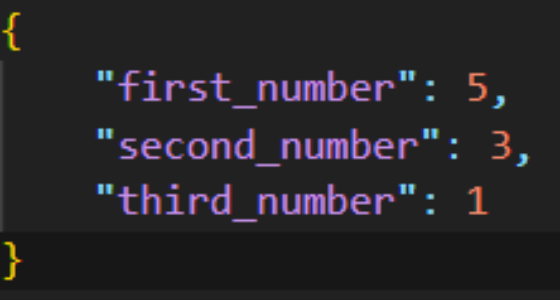 {
    "first_number": 5,
    "second_number": 3,
    "third_number": 1
}